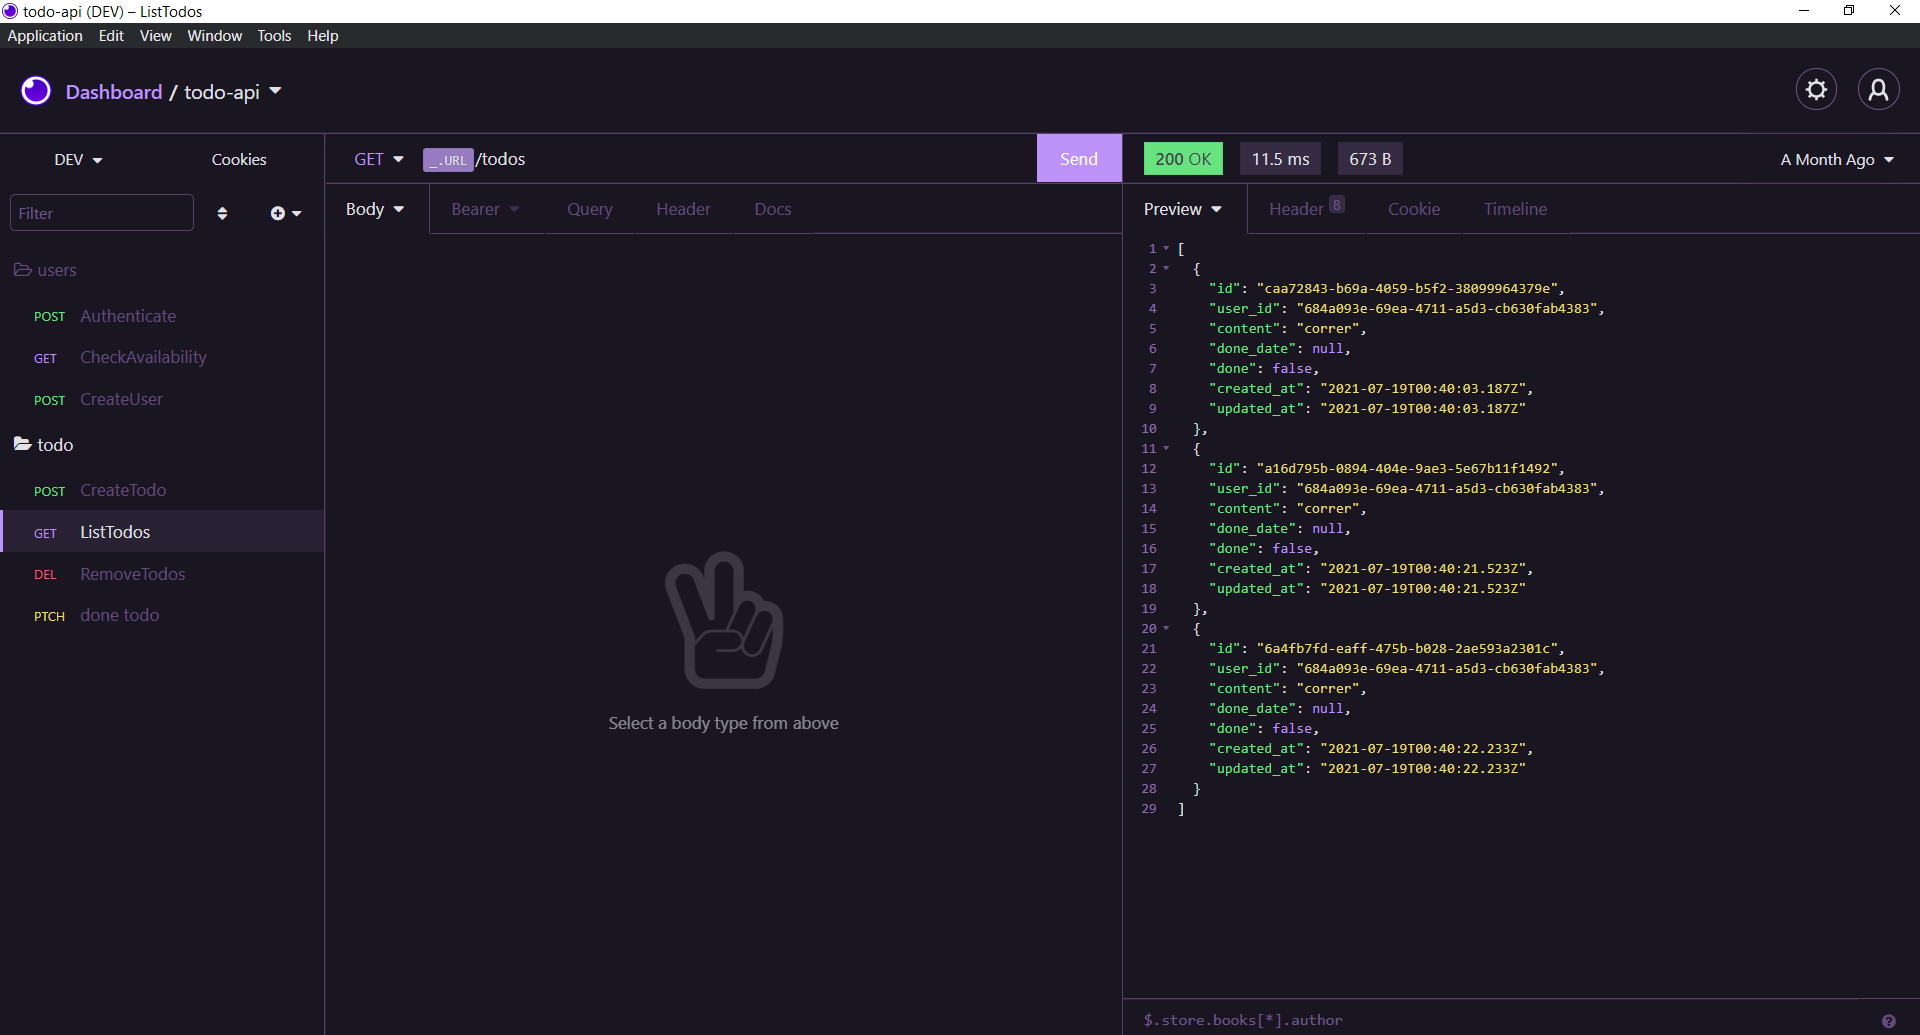 todo-api (DEV) – ListTodos
Application Edit View Window Tools Help
Dashboard / todo-api
DEV Cookies
Filter
users
POST Authenticate
GET CheckAvailability
POST CreateUser
todo
POST CreateTodo
GET ListTodos
DEL RemoveTodos
PTCH done todo
GET _.URL /todos Send
Body Bearer Query Header Docs
Select a body type from above
200 OK 11.5 ms 673 B A Month Ago
Preview Header 8 Cookie Timeline
1 [
2 {
3 "id": "caa72843-b69a-4059-b5f2-38099964379e",
4 "user_id": "684a093e-69ea-4711-a5d3-cb630fab4383",
5 "content": "correr",
6 "done_date": null,
7 "done": false,
8 "created_at": "2021-07-19T00:40:03.187Z",
9 "updated_at": "2021-07-19T00:40:03.187Z"
10 },
11 {
12 "id": "a16d795b-0894-404e-9ae3-5e67b11f1492",
13 "user_id": "684a093e-69ea-4711-a5d3-cb630fab4383",
14 "content": "correr",
15 "done_date": null,
16 "done": false,
17 "created_at": "2021-07-19T00:40:21.523Z",
18 "updated_at": "2021-07-19T00:40:21.523Z"
19 },
20 {
21 "id": "6a4fb7fd-eaff-475b-b028-2ae593a2301c",
22 "user_id": "684a093e-69ea-4711-a5d3-cb630fab4383",
23 "content": "correr",
24 "done_date": null,
25 "done": false,
26 "created_at": "2021-07-19T00:40:22.233Z",
27 "updated_at": "2021-07-19T00:40:22.233Z"
28 }
29 ]
$.store.books[*].author